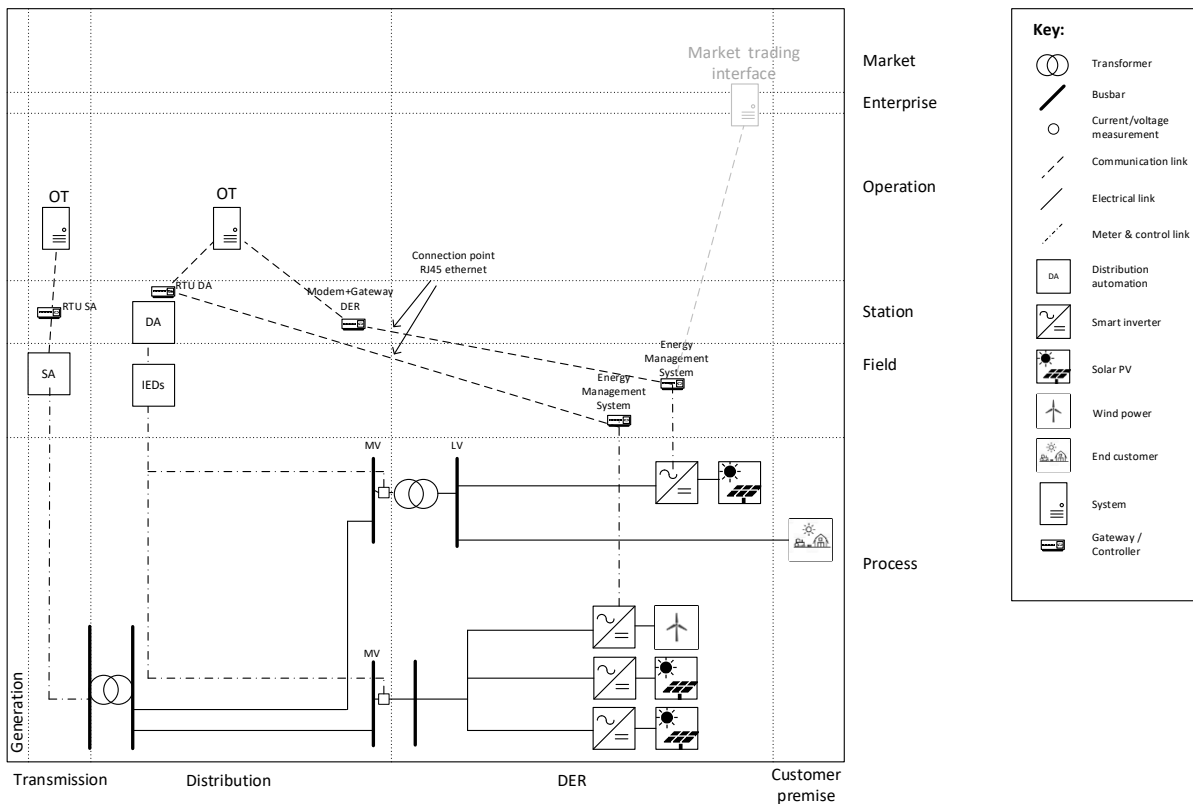 Market trading
interface
Market
Enterprise
OT
OT
Operation
Connection point
RJ45 ethernet
RTU DA
Modem+Gateway
DER
RTU SA
DA
Station
SA
IEDs
Energy
Management
System
Energy
Management
System
Field
MV
LV
MV
Process
Generation
Transmission
Distribution
DER
Customer
premise
Key:
Transformer
Busbar
Current/voltage
measurement
Communication link
Electrical link
Meter & control link
DA
Distribution
automation
Smart inverter
Solar PV
Wind power
End customer
System
Gateway /
Controller